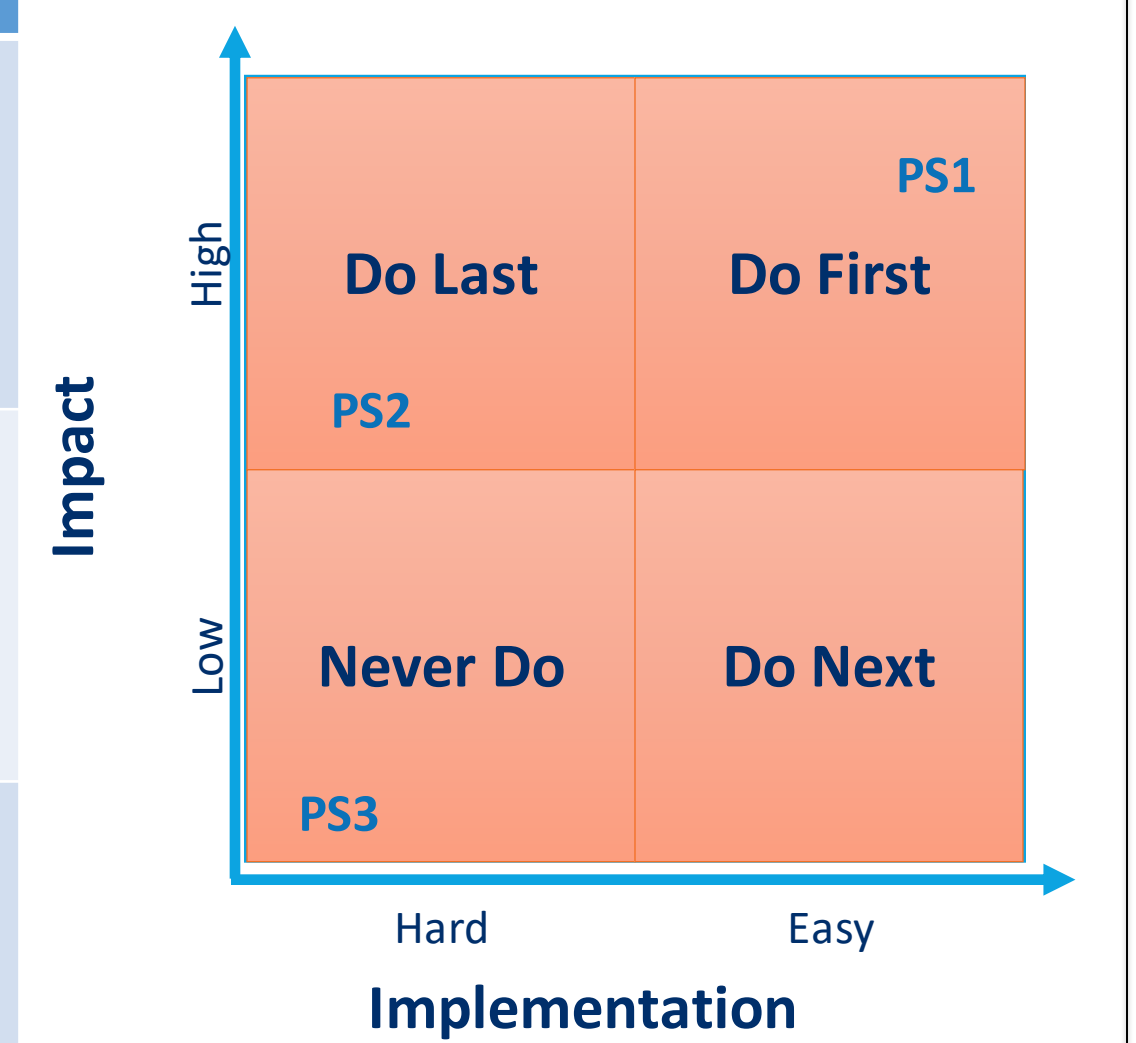 PS1
High
Do Last
Do First
PS2
Impact
Low
Never Do
Do Next
PS3
Hard
Easy
Implementation